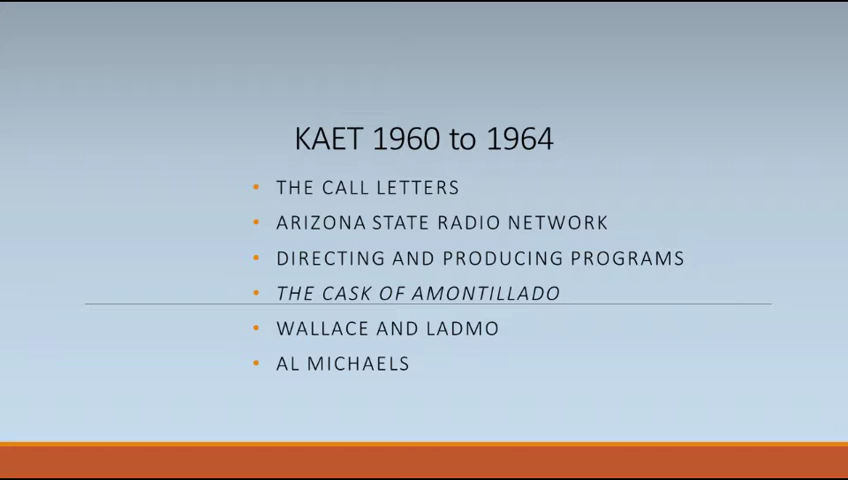 KAET 1960 to 1964
• THE CALL LETTERS
• ARIZONA STATE RADIO NETWORK
• DIRECTING AND PRODUCING PROGRAMS
• THE CASK OF AMONTILLADO
• WALLACE AND LADMO
• AL MICHAELS